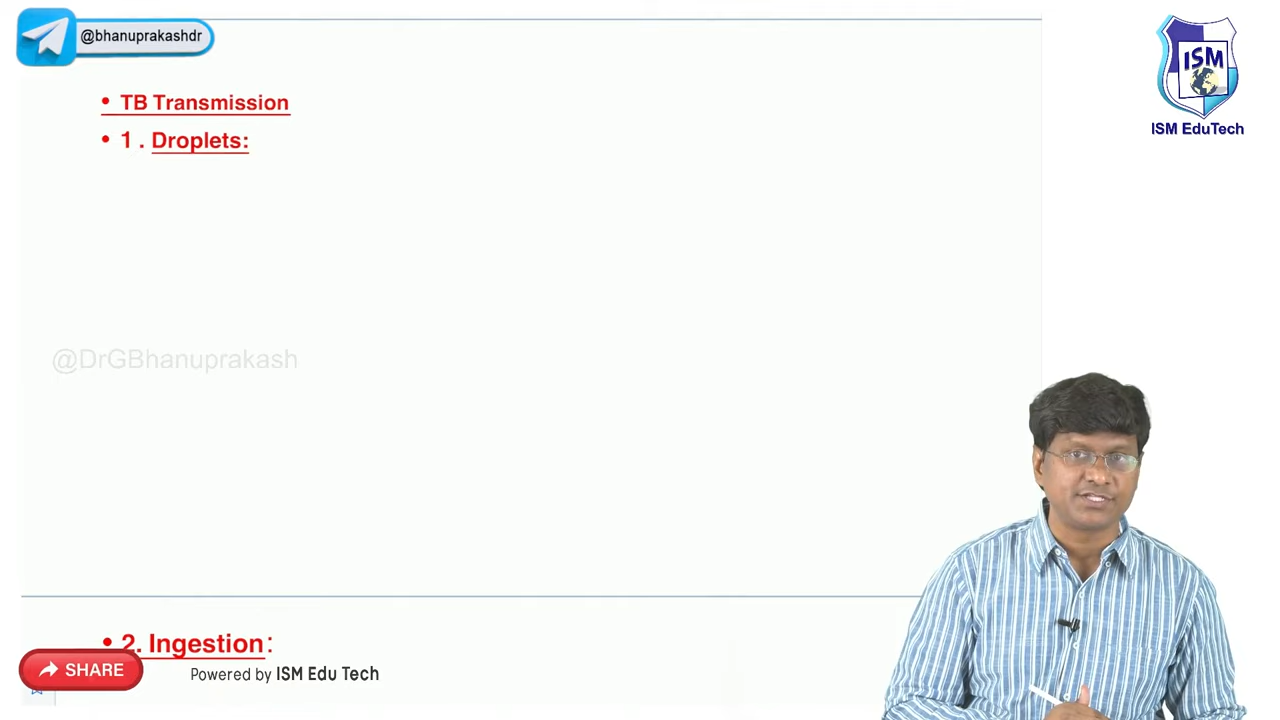 @bhanuprakashdr
ISM
ISM EduTech
• TB Transmission
• 1 . Droplets:
@DrGBhanuprakash
• 2. Ingestion:
SHARE
Powered by ISM Edu Tech